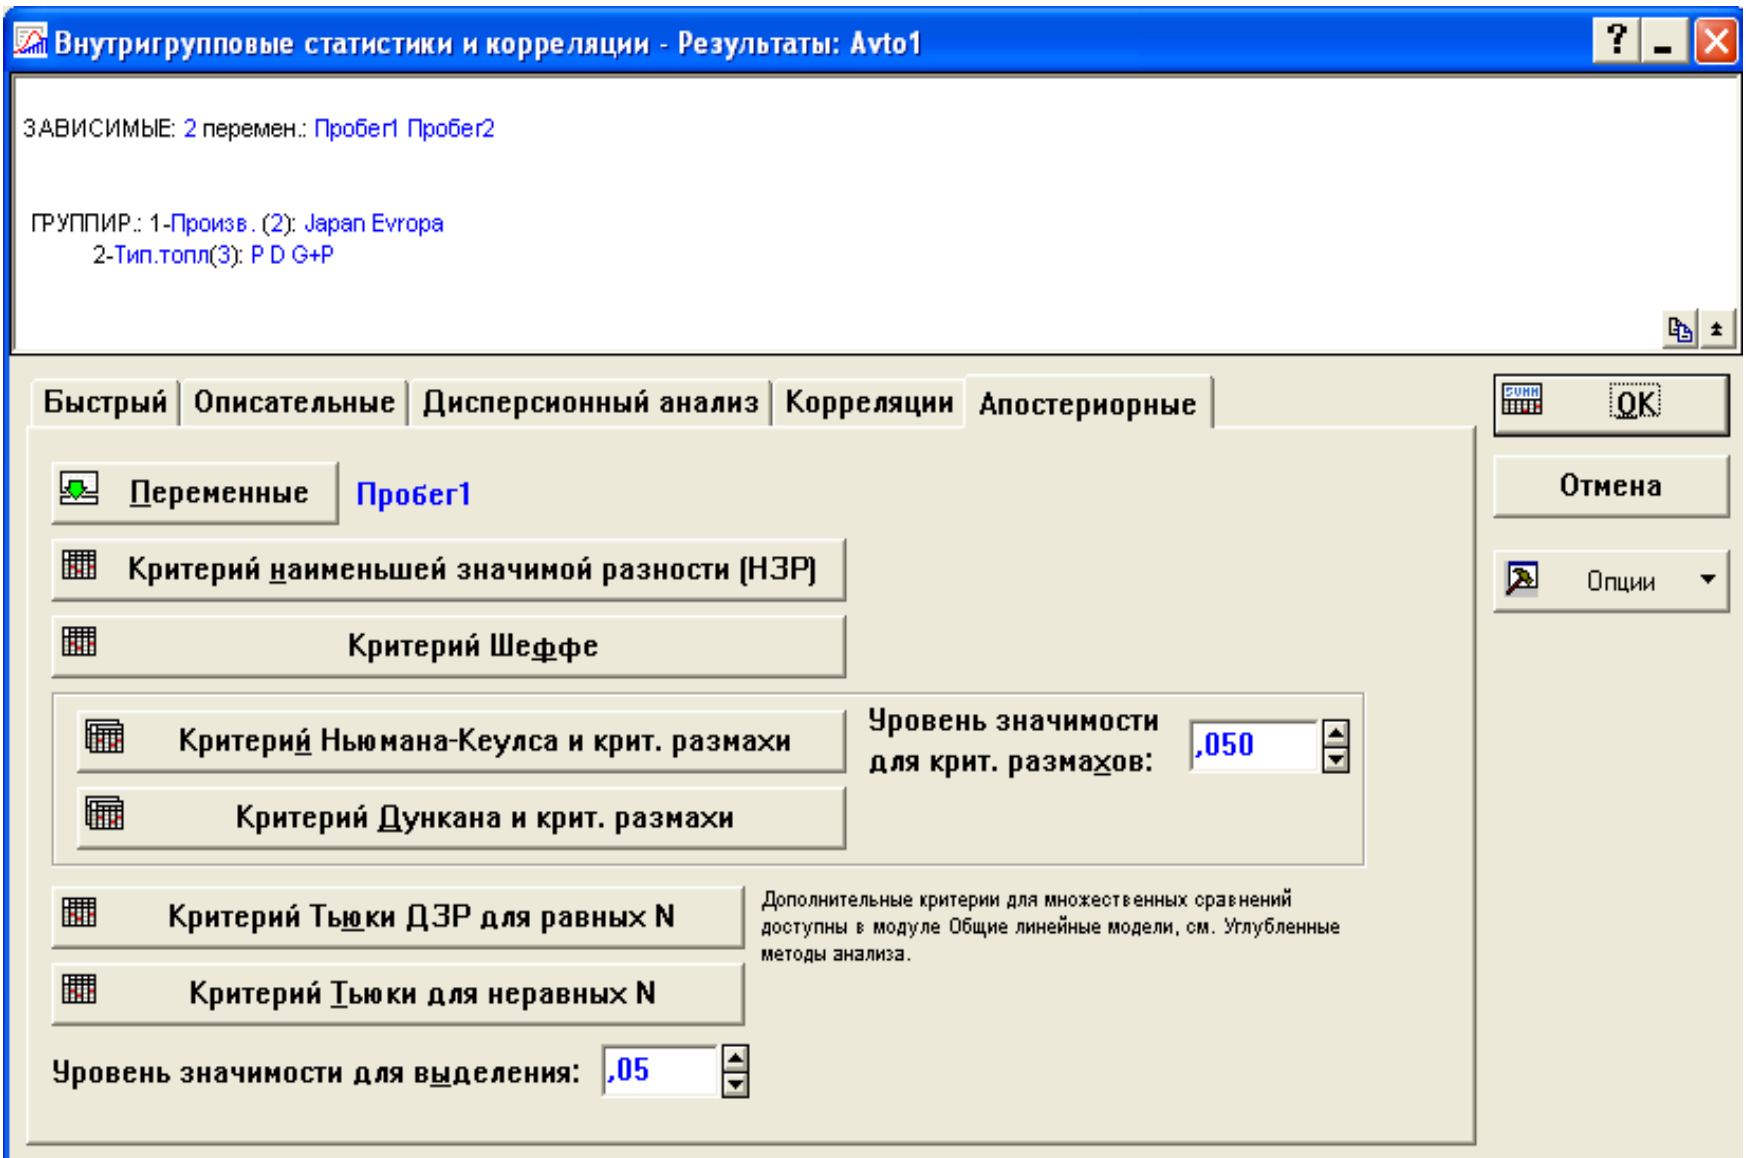 Внутригрупповые статистики и корреляции - Результаты: Avto1
ЗАВИСИМЫЕ: 2 перемен.: Пробег1 Пробег2
ГРУППИР.: 1-Произв. (2): Japan Evropa
2-Тип.топл(3): P D G+P
Быстрый Описательные Дисперсионный анализ Корреляции Апостериорные
Переменные Пробег1
Критерий наименьшей значимой разности (НЗР)
Критерий Шеффе
Критерий Ньюмана-Кеулса и крит. размахи
Уровень значимости
для крит. размахов: ,050
Критерий Дункана и крит. размахи
Критерий Тьюки ДЗР для равных N
Дополнительные критерии для множественных сравнений
доступны в модуле Общие линейные модели, см. Углубленные
методы анализа.
Критерий Тьюки для неравных N
Уровень значимости для выделения: ,05
SUMM OK
Отмена
Опции